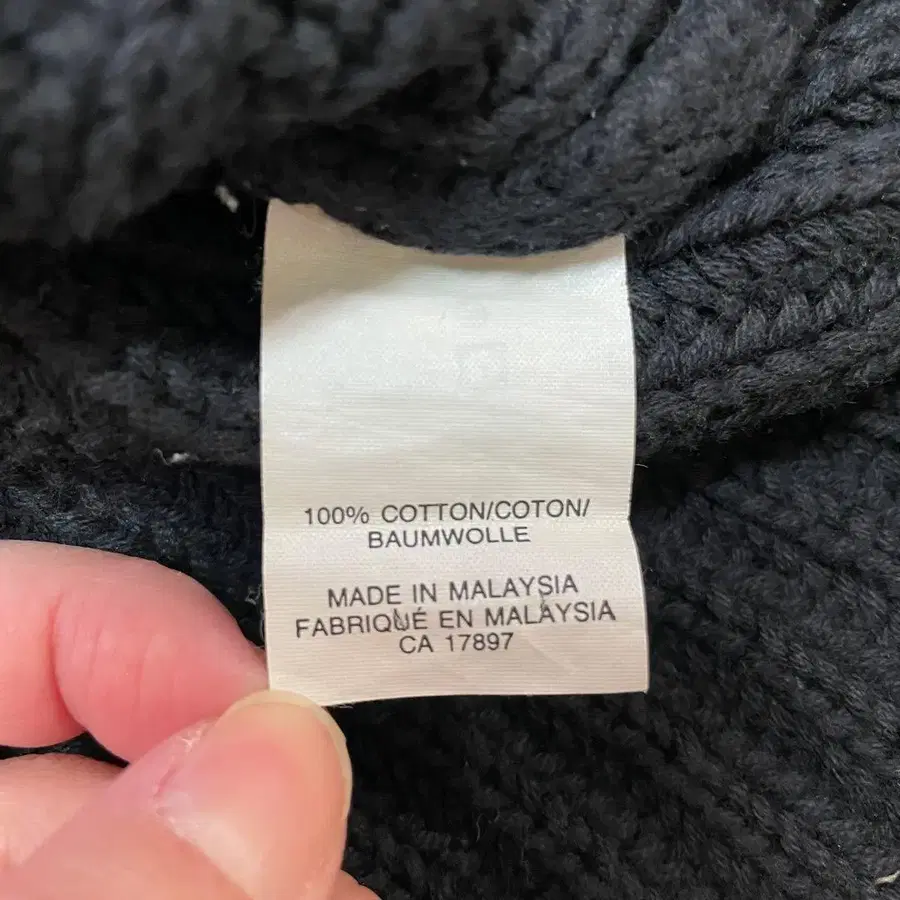 100% COTTON/COTON/
BAUMWOLLE
MADE IN MALAYSIA
FABRIQUÉ EN MALAYSIA
CA 17897